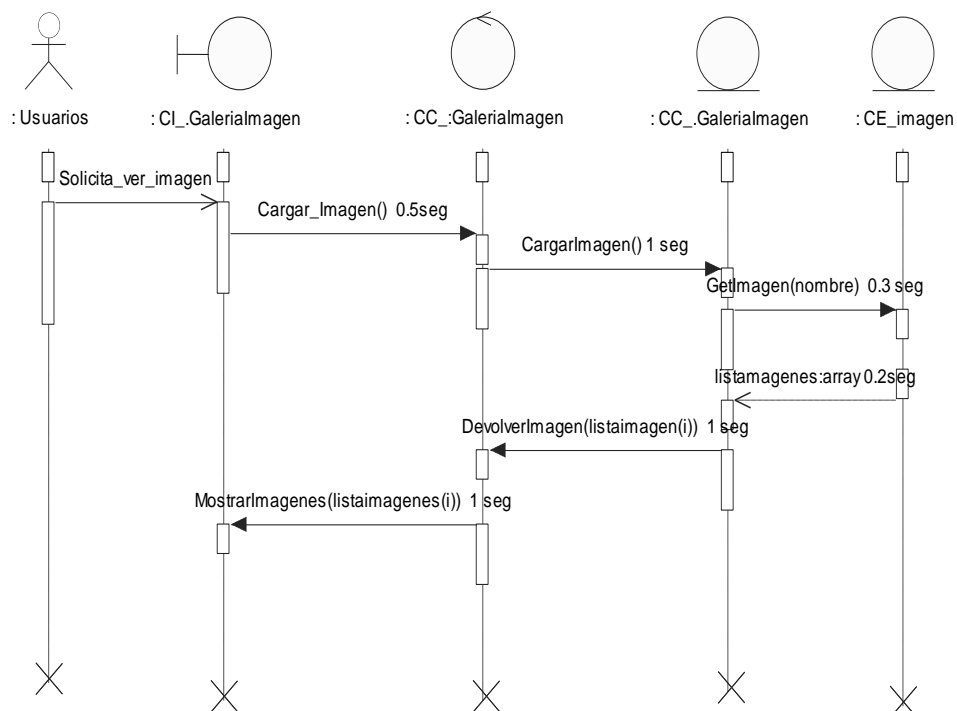 : Usuarios
: CI_.GaleriaImagen
: CC_:GaleriaImagen
: CC_.GaleriaImagen
: CE_imagen
Solicita_ver_imagen
Cargar_Imagen() 0.5seg
CargarImagen() 1 seg
GetImagen(nombre) 0.3 seg
listamagenes:array 0.2seg
DevolverImagen(listaimagen(i)) 1 seg
MostrarImagenes(listaimagenes(i)) 1 seg